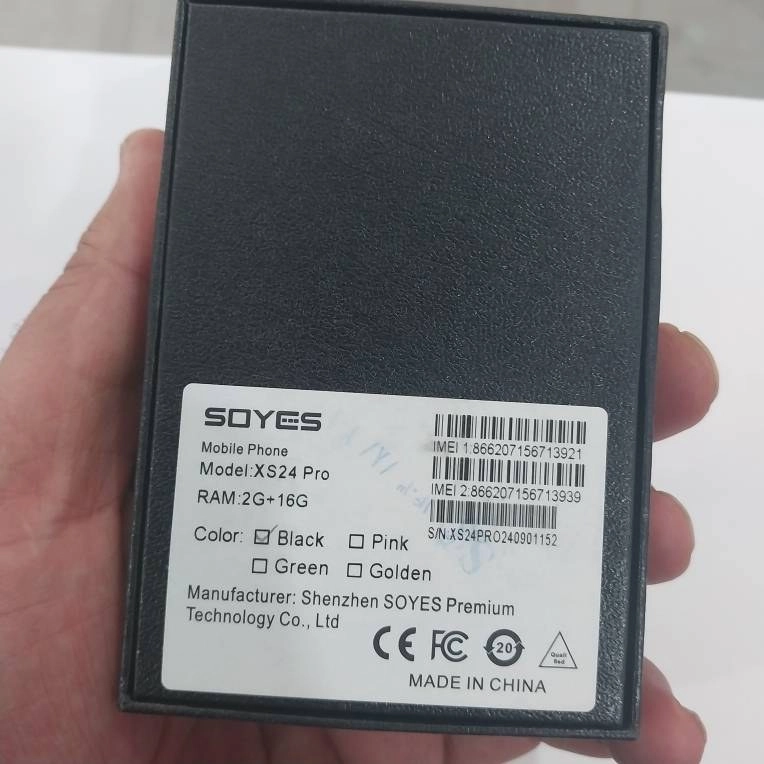 SOYES
Mobile Phone
Model:XS24 Pro
RAM:2G+16G
IMEI 1:866207156713921
IMEI 2:866207156713939
S/N:XS24PRO240901152
Color: Black Pink
Green Golden
Manufacturer: Shenzhen SOYES Premium
Technology Co., Ltd
CE FC 20
MADE IN CHINA